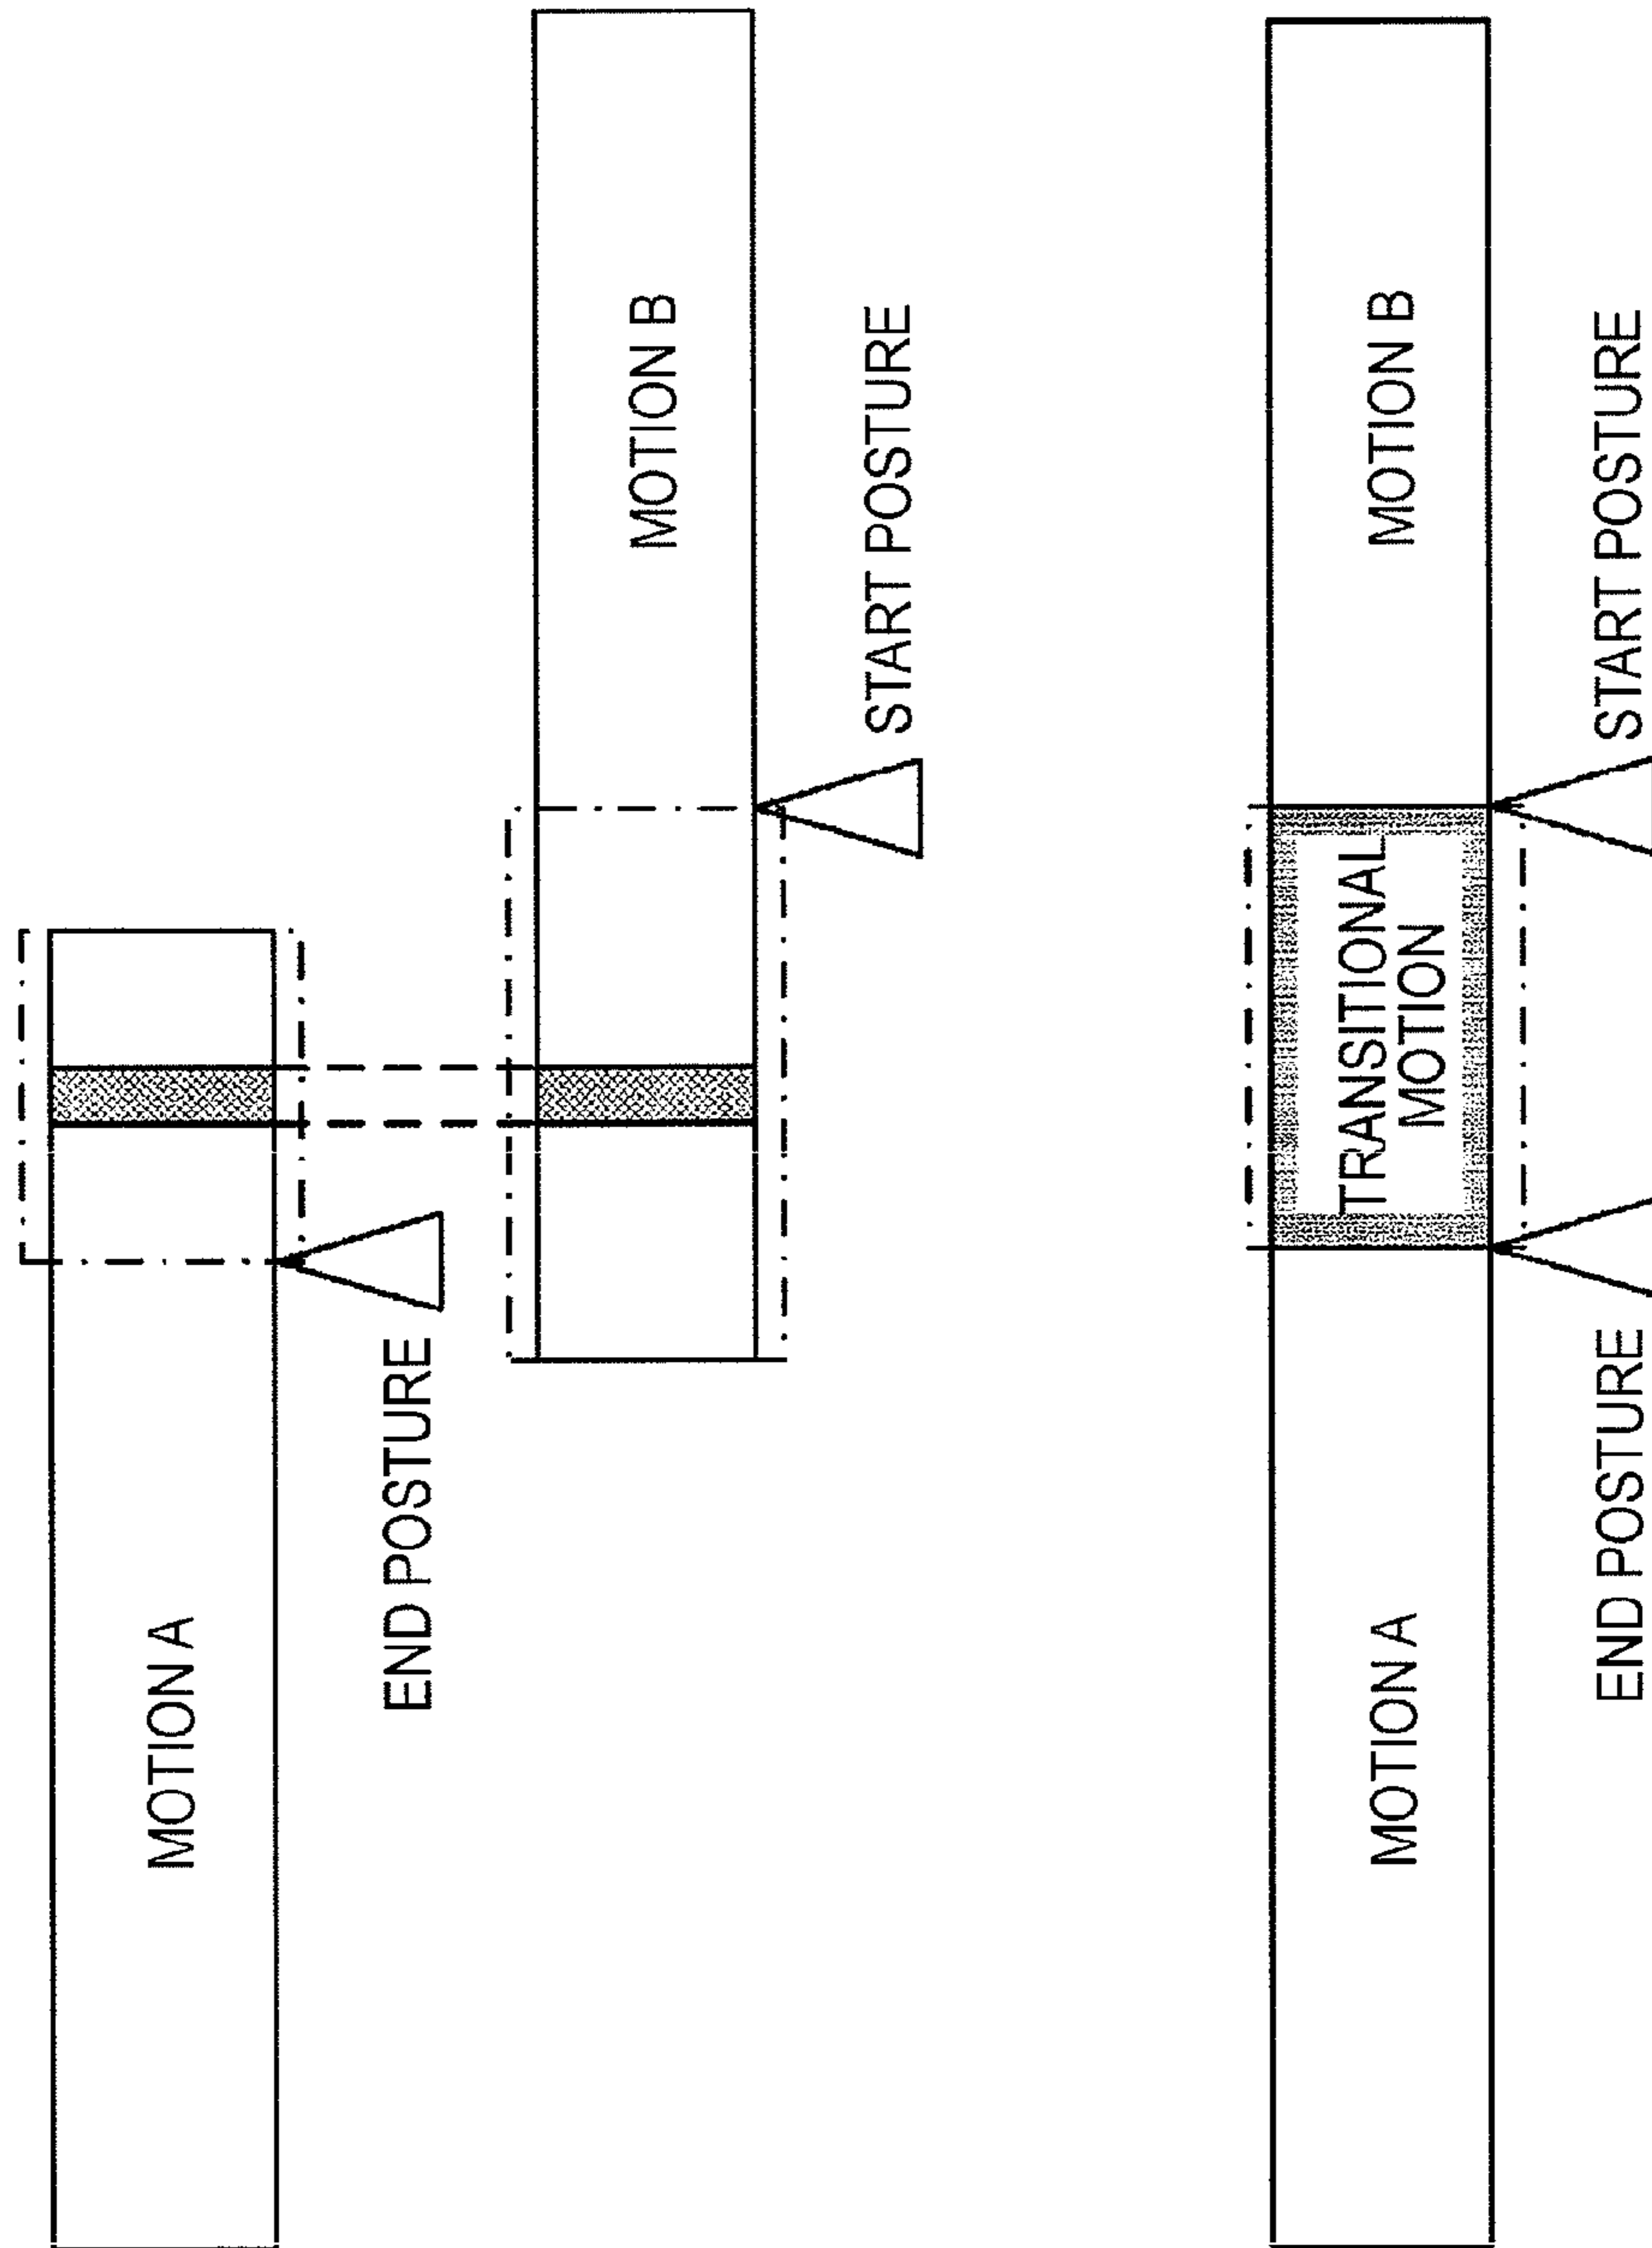 MOTION A
END POSTURE
MOTION B
START POSTURE
MOTION A
TRANSITIONAL
MOTION
MOTION B
END POSTURE
START POSTURE